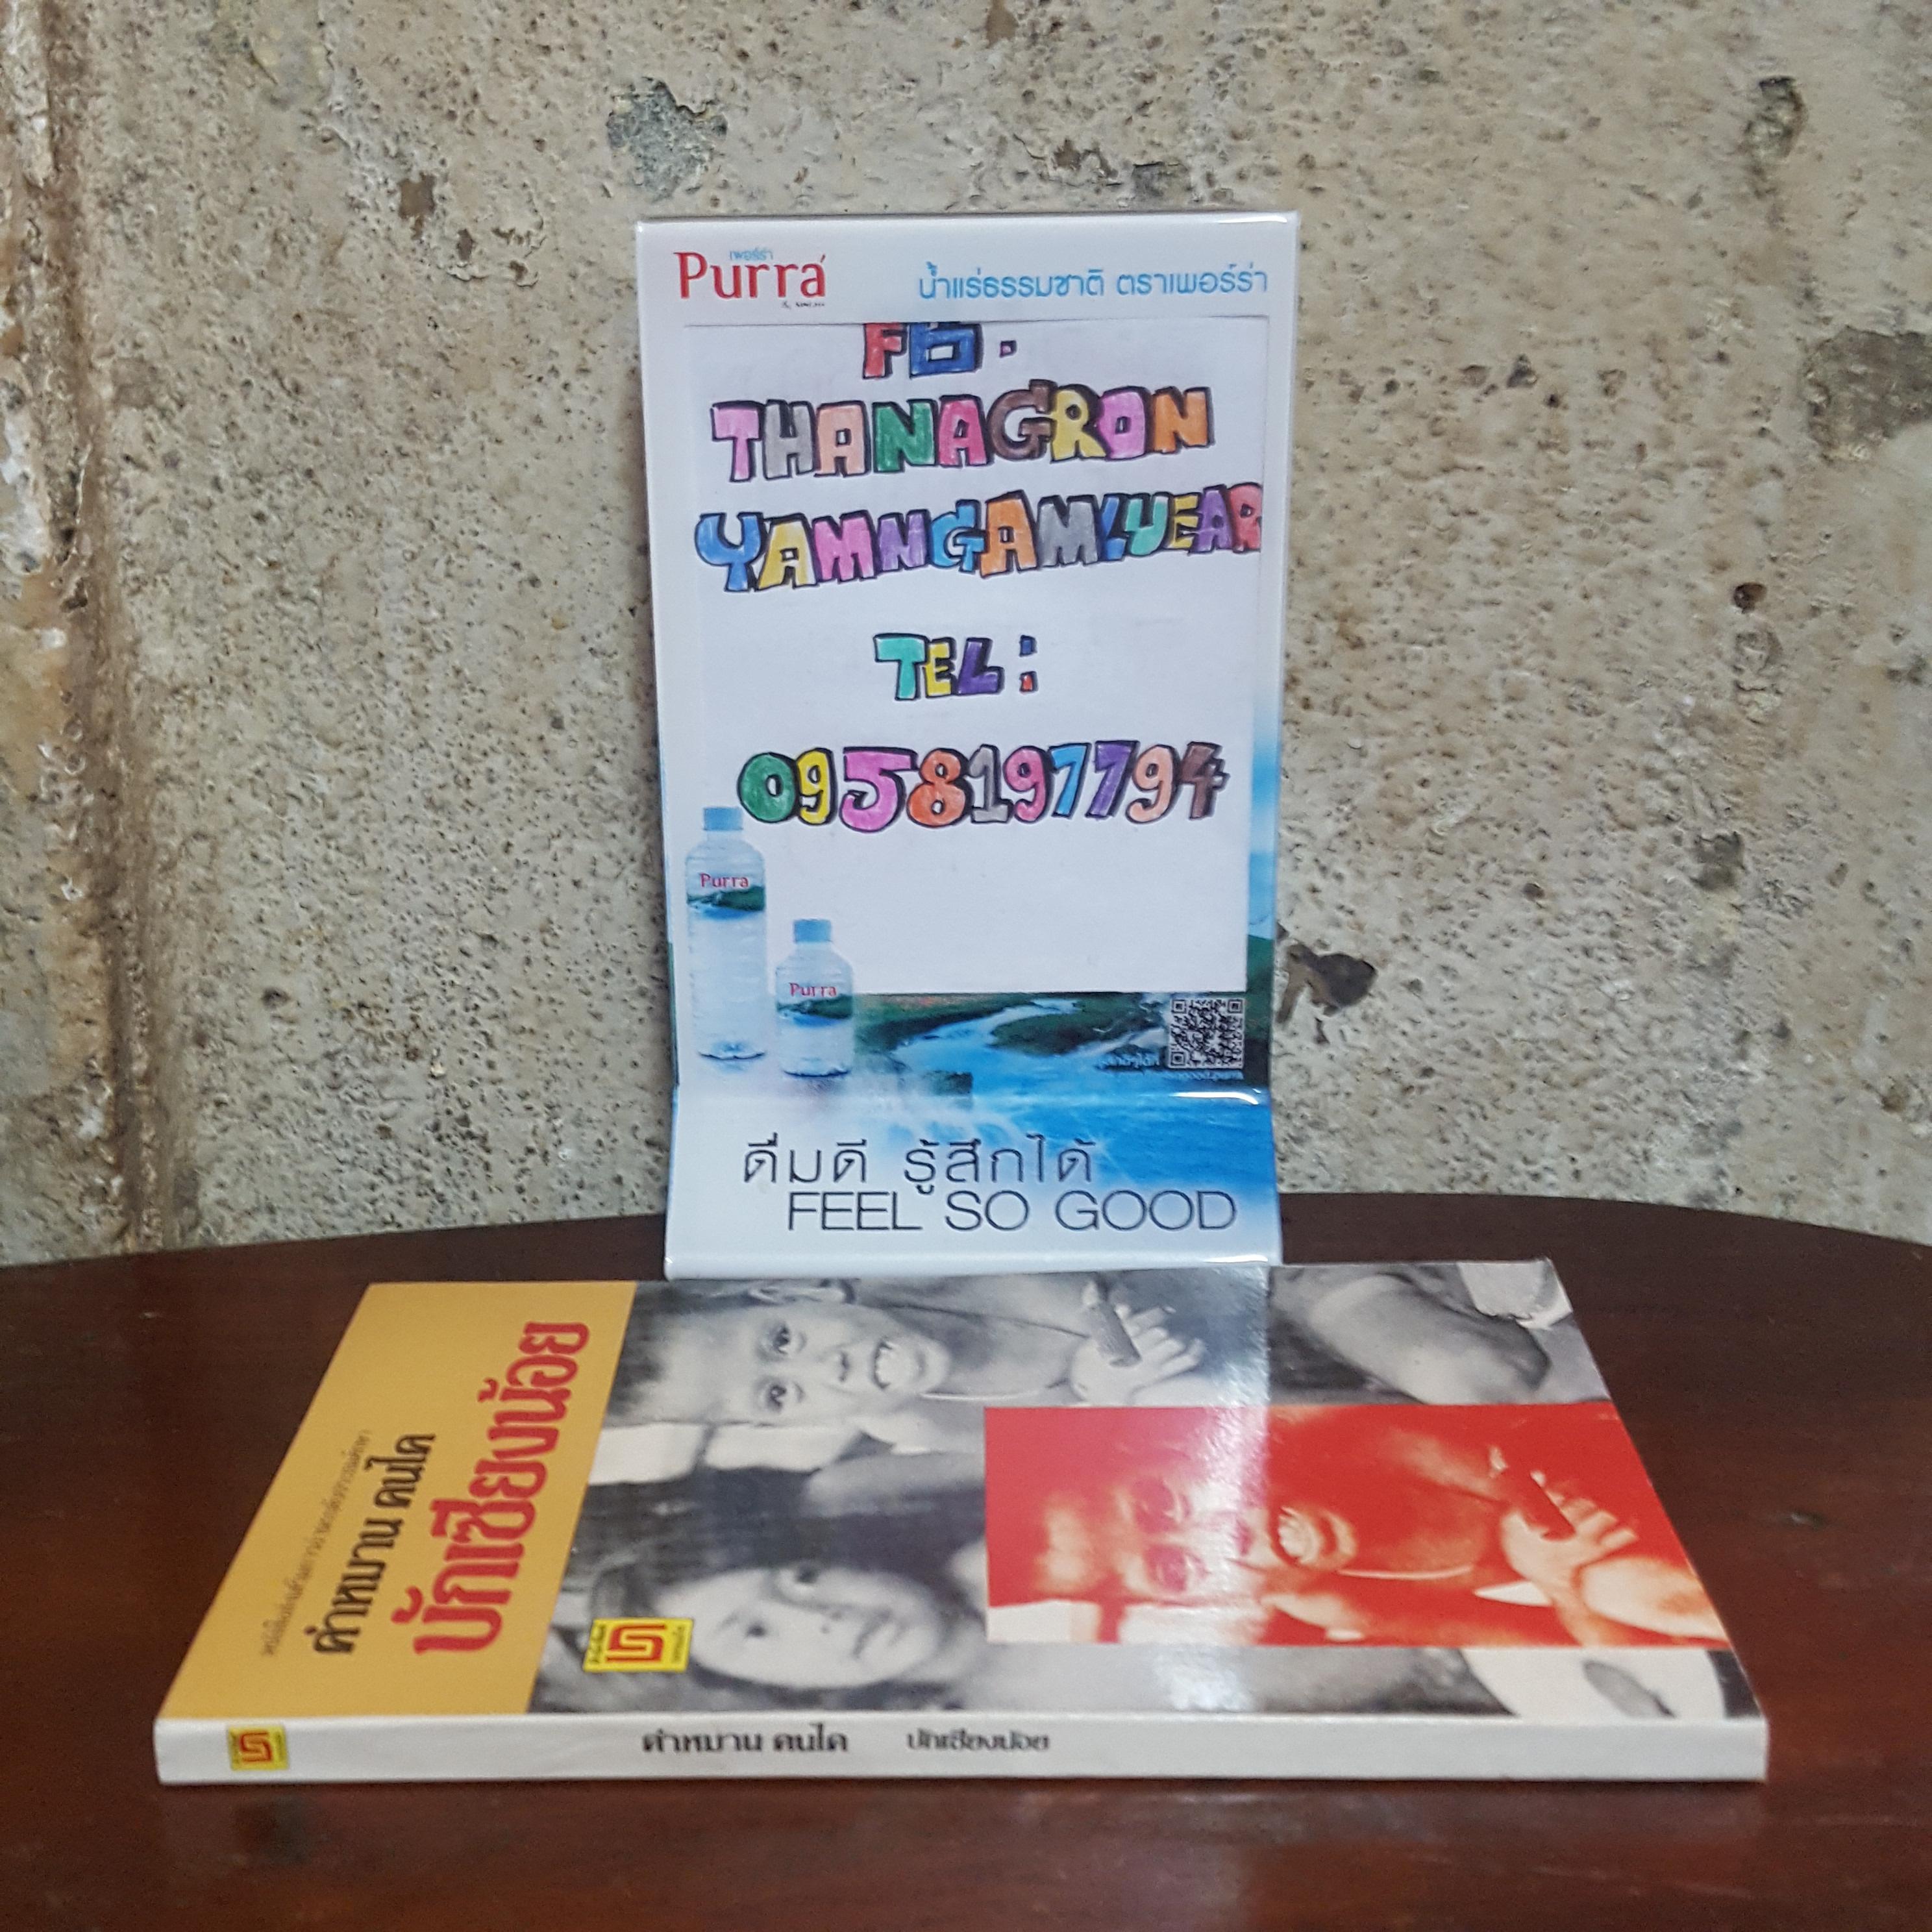 เพอร์ร่า
Purra
น้ำแร่ธรรมชาติ ตราเพอร์ร่า
FB.
THANAGRON
YAMNGAMLUEAR
TEL:
0958197794
Purra
Purra
ดื่มดี รู้สึกได้
FEEL SO GOOD
คำหมาน คนไค
บักเซียงน้อย
คำหมาน คนไค บักเซียงน้อย